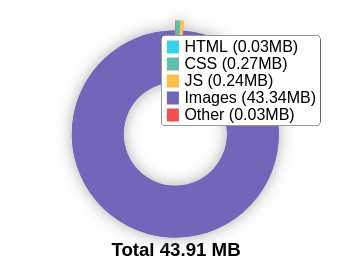 HTML (0.03MB)
CSS (0.27MB)
JS (0.24MB)
Images (43.34MB)
Other (0.03MB)
Total 43.91 MB